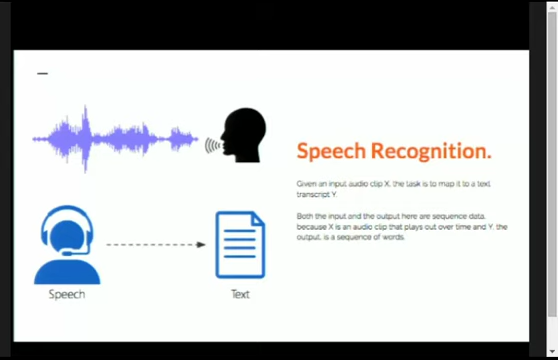 Speech Recognition.
Given an input audio clip X, the task is to map it to a text
transcript Y.
Both the input and the output here are sequence data,
because X is an audio clip that plays out over time and Y, the
output, is a sequence of words.
Speech
Text